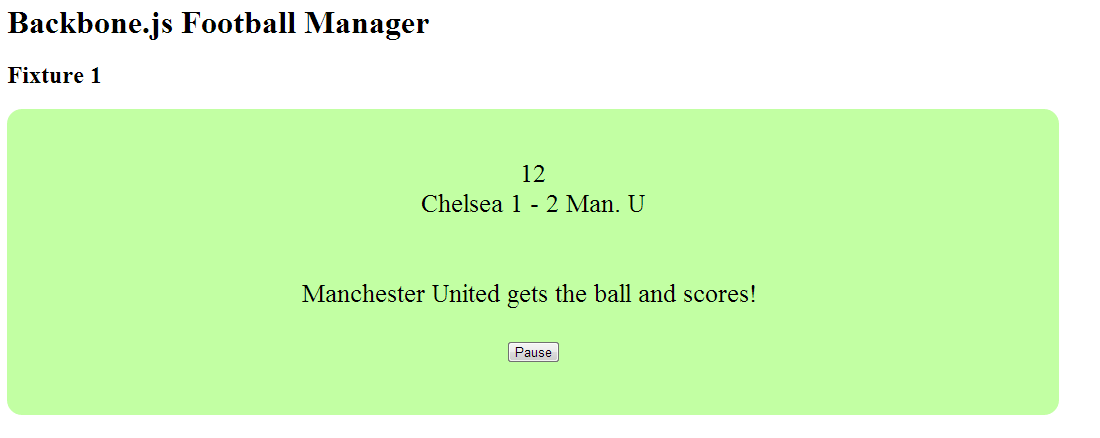 Backbone.js Football Manager
Fixture 1
12
Chelsea 1 - 2 Man. U
Manchester United gets the ball and scores!
Pause